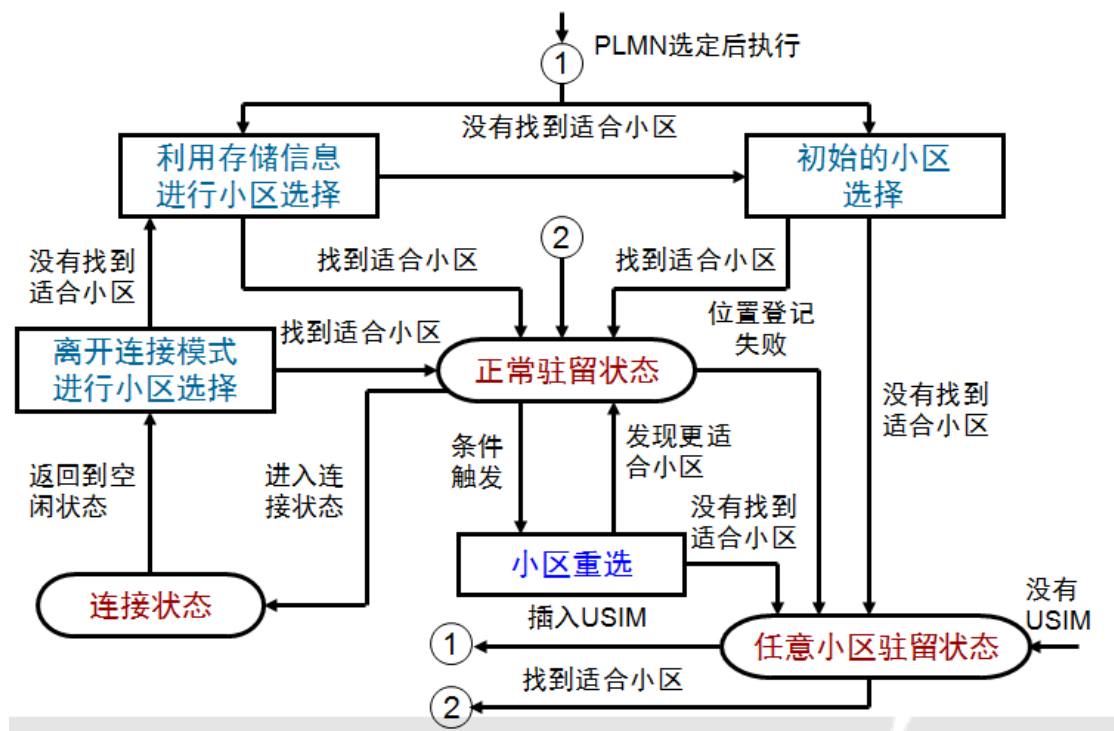 PLMN选定后执行
1
没有找到适合小区
利用存储信息
进行小区选择
初始的小区
选择
2
没有找到
适合小区
找到适合小区
找到适合小区
位置登记
失败
离开连接模式
进行小区选择
找到适合小区
正常驻留状态
没有找到
适合小区
返回到空
闲状态
进入连
接状态
条件
触发
发现更适
合小区
没有找到
适合小区
小区重选
连接状态
插入USIM
没有
USIM
1
任意小区驻留状态
找到适合小区
2